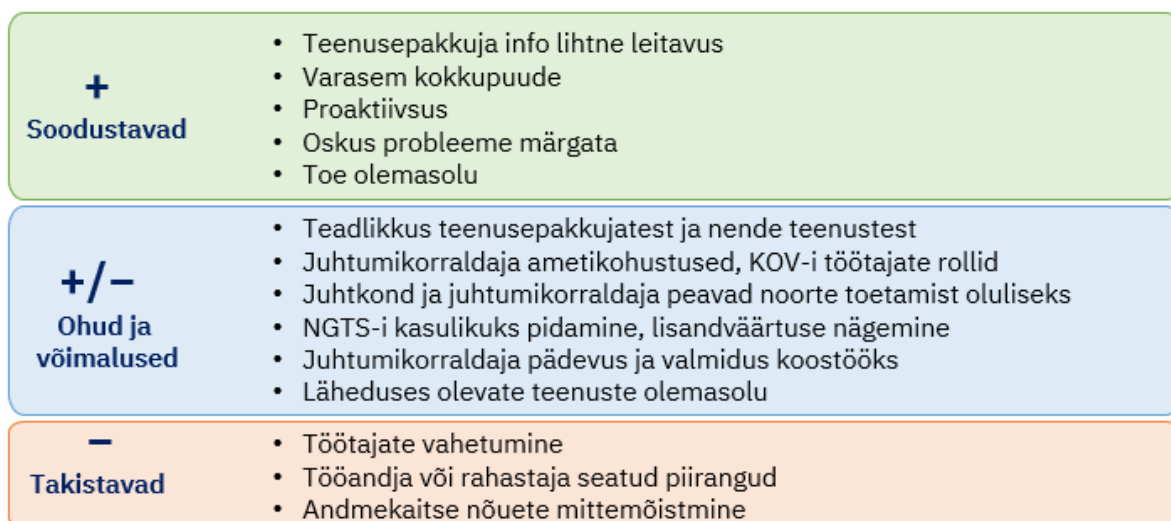 +
Soodustavad
• Teenusepakkuja info lihtne leitavus
• Varasem kokkupuude
• Proaktiivsus
• Oskus probleeme märgata
• Toe olemasolu
+/−
Ohud ja
võimalused
• Teadlikkus teenusepakkujatest ja nende teenustest
• Juhtumikorraldaja ametikohustused, KOV-i töötajate rollid
• Juhtkond ja juhtumikorraldaja peavad noorte toetamist oluliseks
• NGTS-i kasulikuks pidamine, lisandväärtuse nägemine
• Juhtumikorraldaja pädevus ja valmidus koostööks
• Läheduses olevate teenuste olemasolu
−
Takistavad
• Töötajate vahetumine
• Tööandja või rahastaja seatud piirangud
• Andmekaitse nõuete mittemõistmine